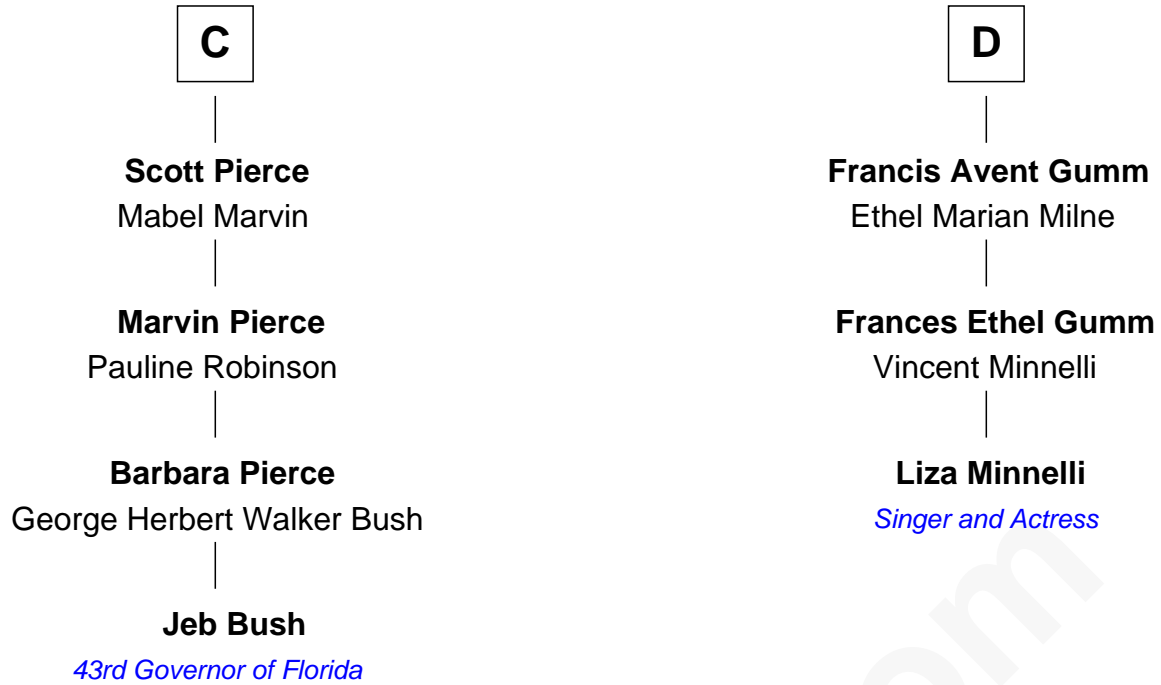 C
Scott Pierce
Mabel Marvin
Marvin Pierce
Pauline Robinson
Barbara Pierce
George Herbert Walker Bush
Jeb Bush
43rd Governor of Florida
D
Francis Avent Gumm
Ethel Marian Milne
Frances Ethel Gumm
Vincent Minnelli
Liza Minnelli
Singer and Actress
om